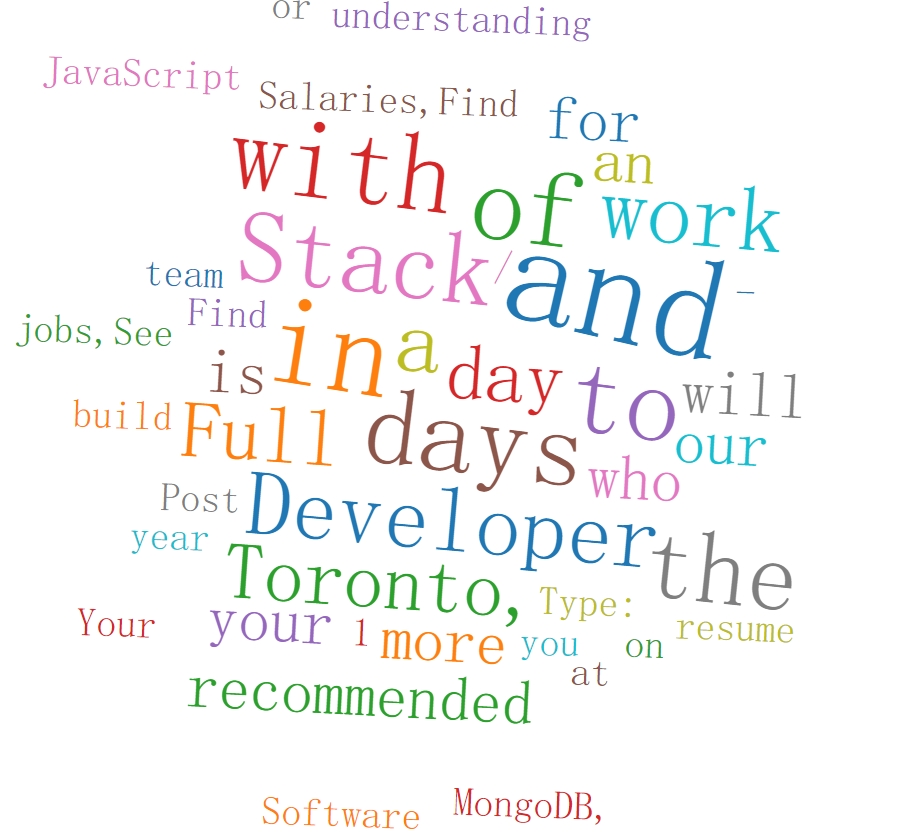 or understanding
JavaScript Salaries,Find for
an
with of work
Stack / and -
team
Find
jobs,See in a
is day to will
build Full days our
who
Post Developer the
year
Toronto, Type:
Your your 1 more you on resume
at
recommended
Software MongoDB,